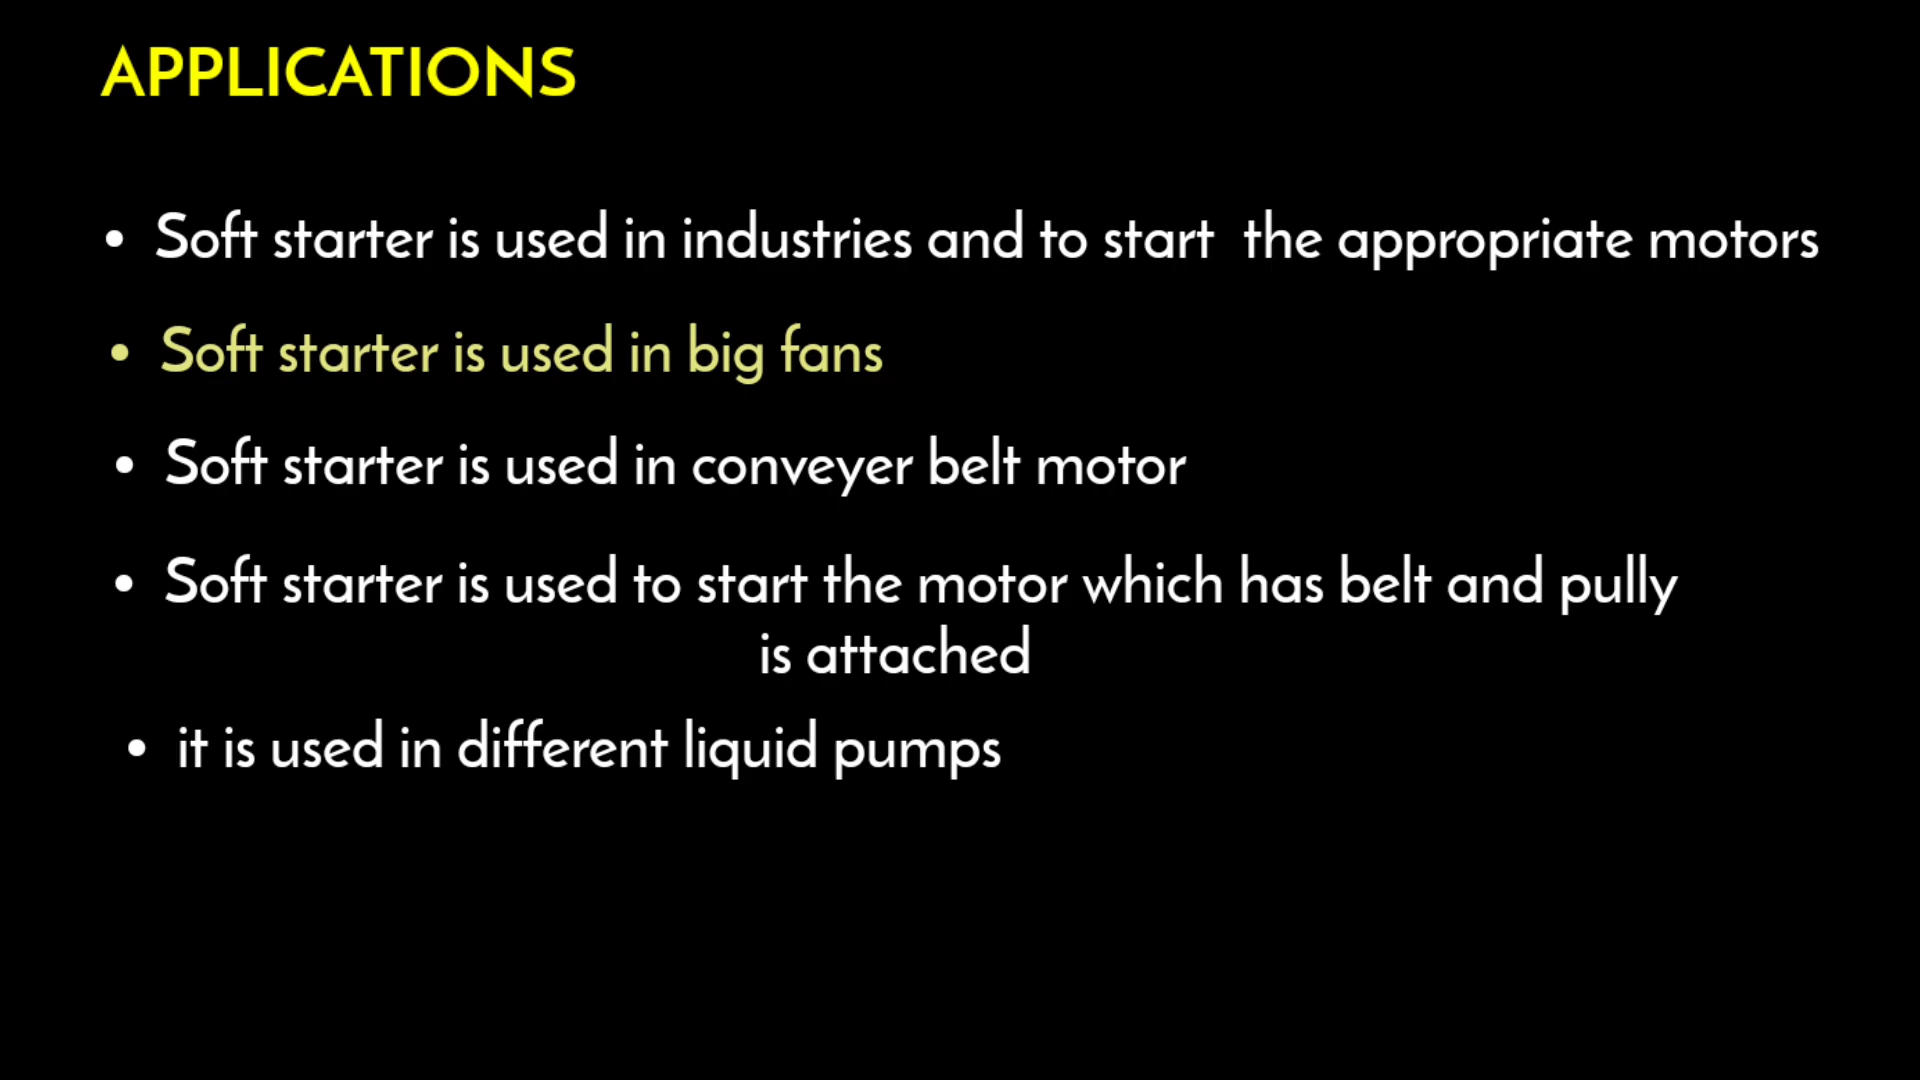 APPLICATIONS
• Soft starter is used in industries and to start the appropriate motors
• Soft starter is used in big fans
• Soft starter is used in conveyer belt motor
• Soft starter is used to start the motor which has belt and pully
is attached
• it is used in different liquid pumps